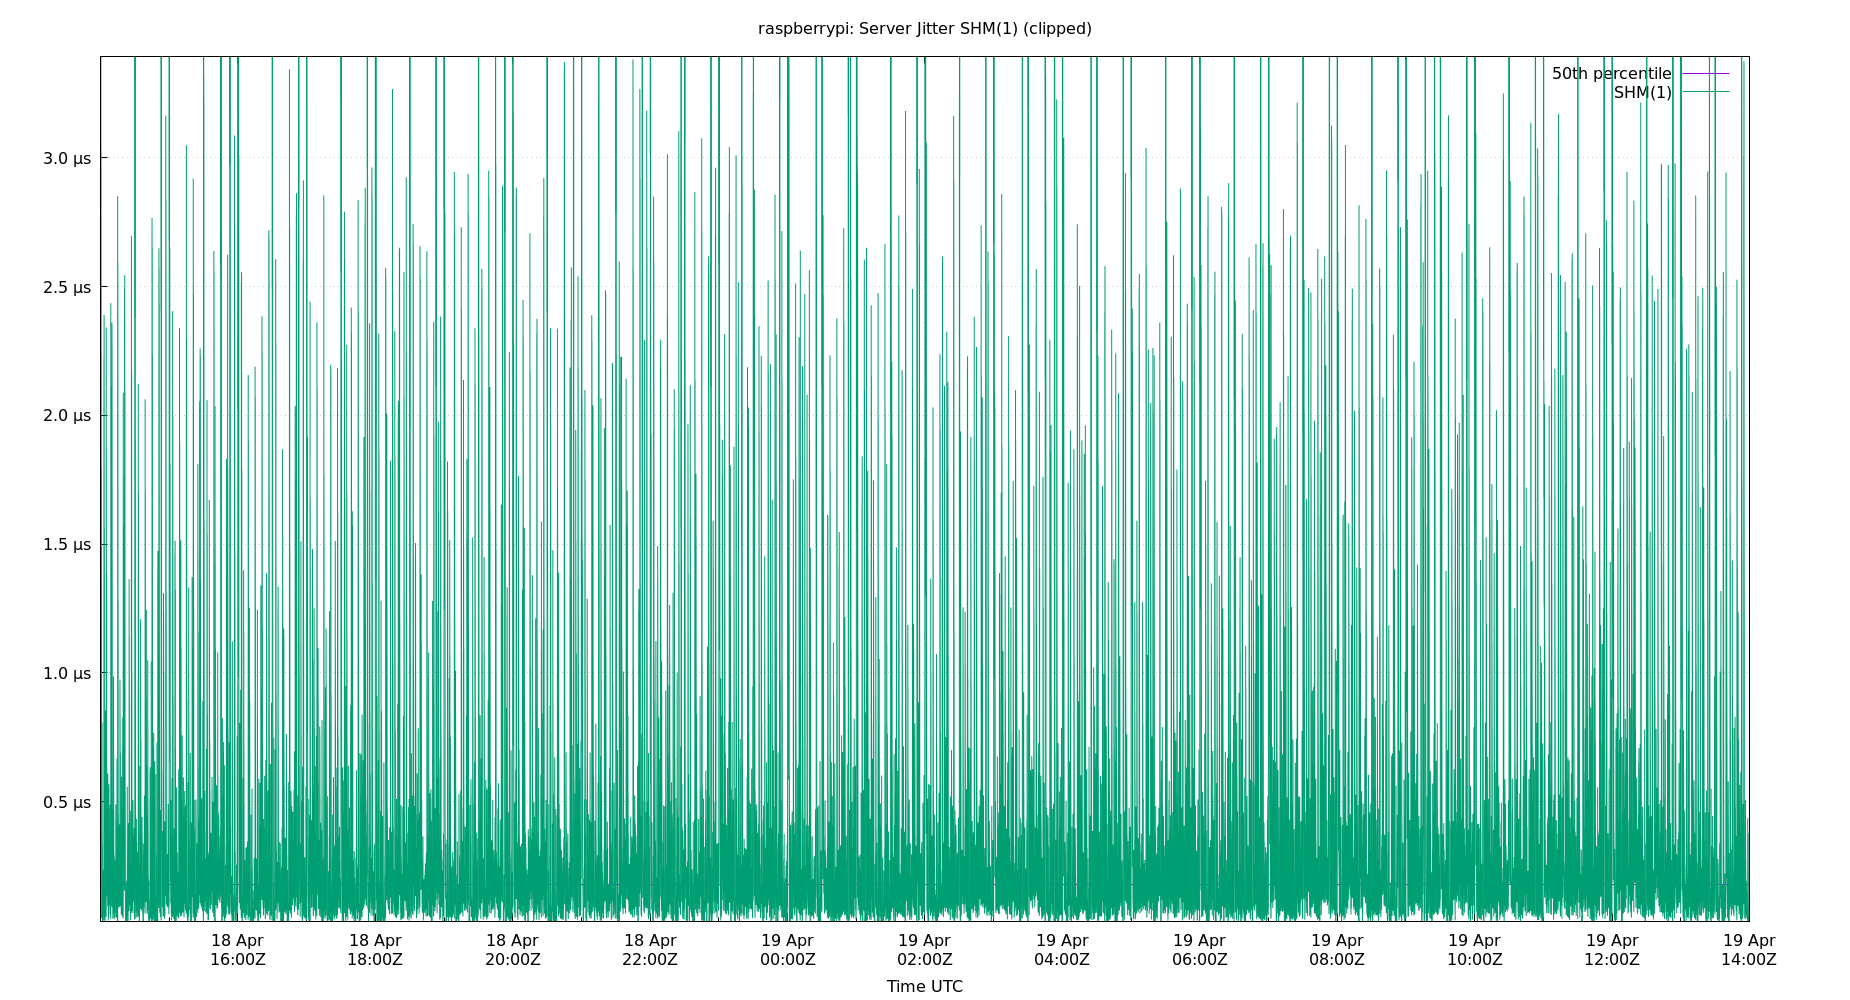 raspberrypi: Server Jitter SHM(1) (clipped)
50th percentile
SHM(1)
3.0 μs
2.5 μs
2.0 μs
1.5 μs
1.0 μs
0.5 μs
18 Apr 18 Apr 18 Apr 18 Apr 19 Apr 19 Apr 19 Apr 19 Apr 19 Apr 19 Apr 19 Apr 19 Apr
16:00Z 18:00Z 20:00Z 22:00Z 00:00Z 02:00Z 04:00Z 06:00Z 08:00Z 10:00Z 12:00Z 14:00Z
Time UTC